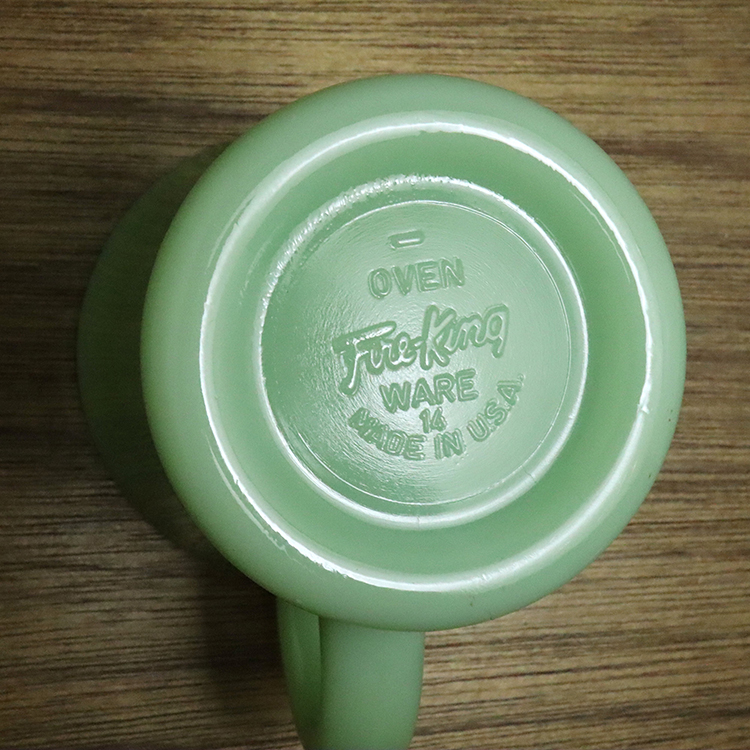 OVEN
Fire-King
WARE
14
MADE IN U.S.A.